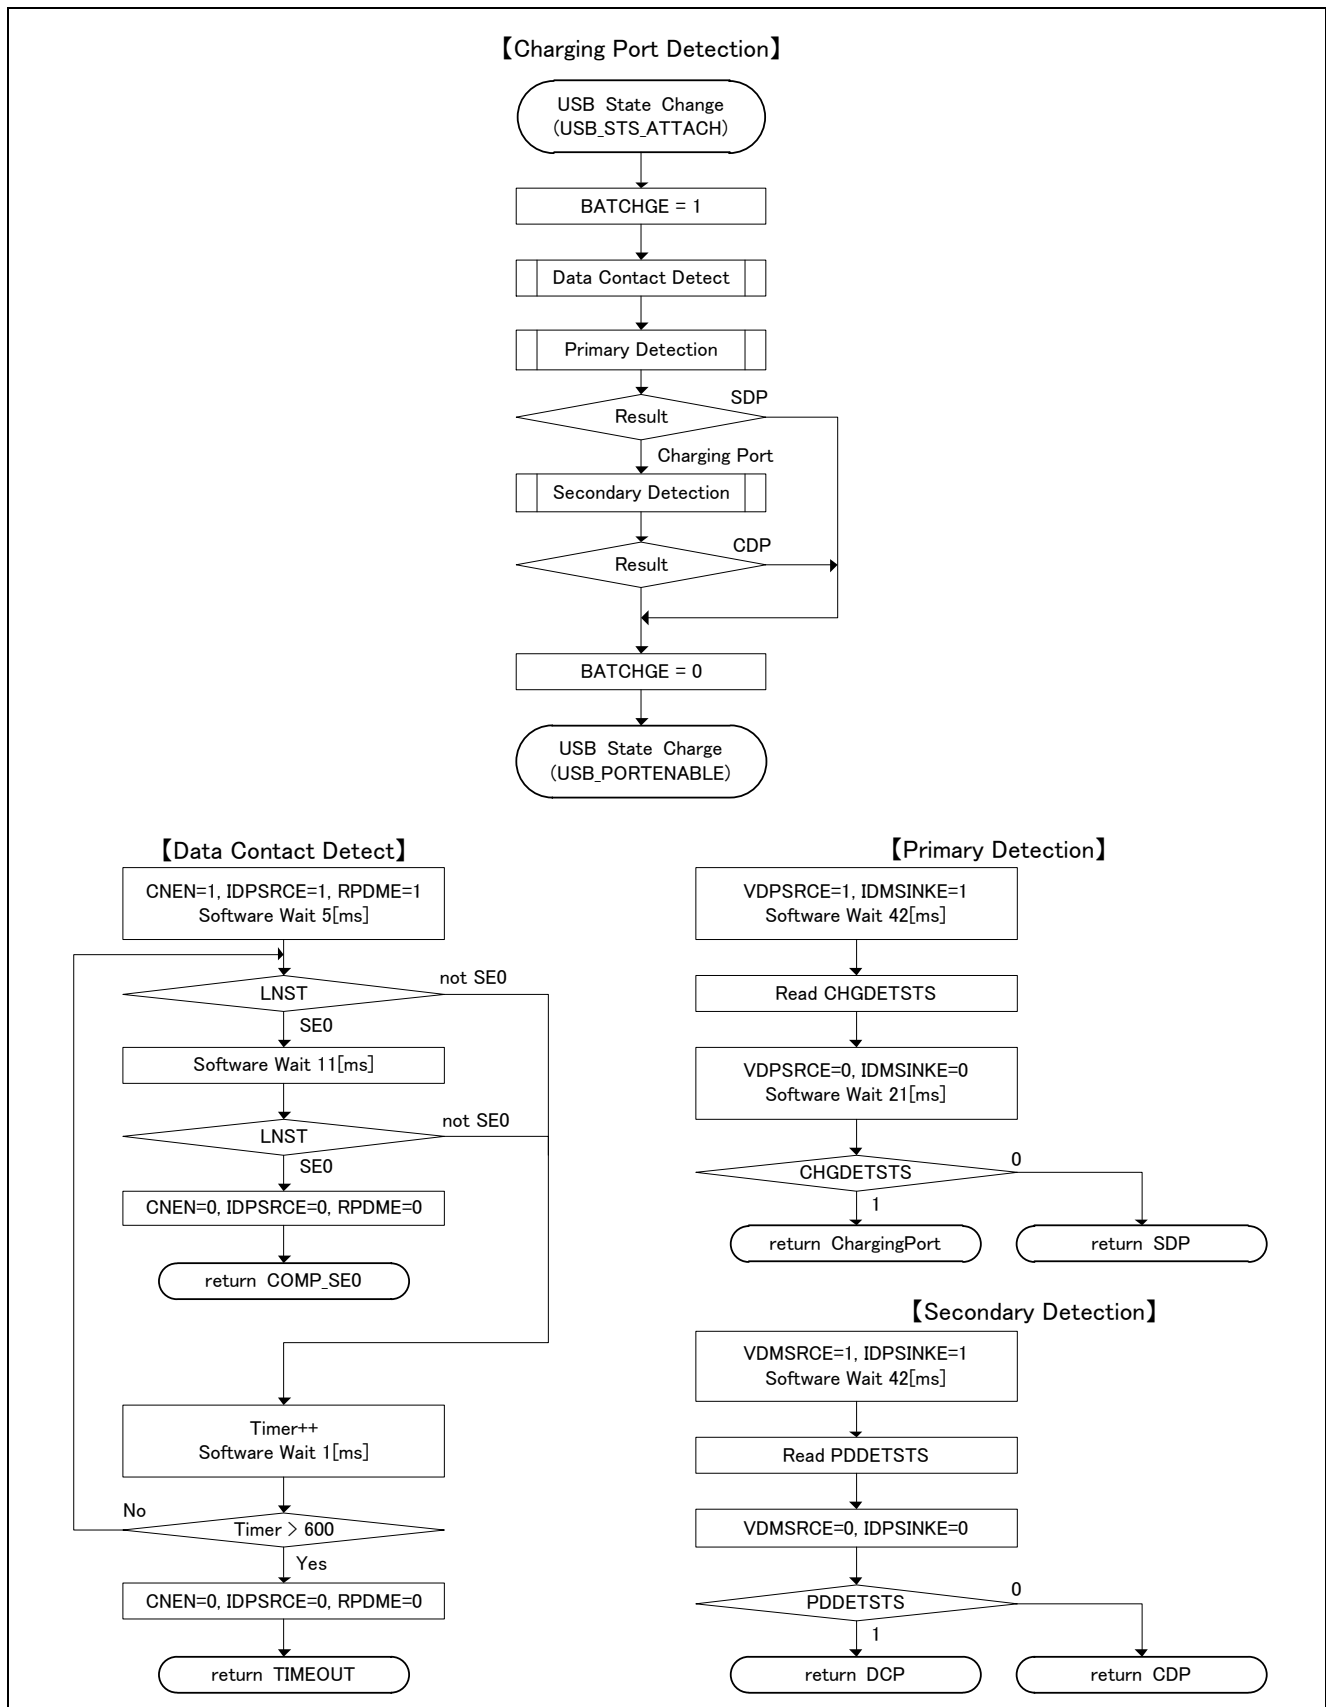 【Charging Port Detection】
USB State Change
(USB_STS_ATTACH)
BATCHGE = 1
Data Contact Detect
Primary Detection
SDP
Result
Charging Port
Secondary Detection
CDP
Result
BATCHGE = 0
USB State Charge
(USB_PORTENABLE)
【Data Contact Detect】
CNEN=1, IDPSRCE=1, RPDME=1
Software Wait 5[ms]
not SE0
LNST
SE0
Software Wait 11[ms]
not SE0
LNST
SE0
CNEN=0, IDPSRCE=0, RPDME=0
return COMP_SE0
Timer++
Software Wait 1[ms]
No
Timer > 600
Yes
CNEN=0, IDPSRCE=0, RPDME=0
return TIMEOUT
【Primary Detection】
VDPSRCE=1, IDMSINKE=1
Software Wait 42[ms]
Read CHGDETSTS
VDPSRCE=0, IDMSINKE=0
Software Wait 21[ms]
0
CHGDETSTS
1
return ChargingPort
return SDP
【Secondary Detection】
VDMSRCE=1, IDPSINKE=1
Software Wait 42[ms]
Read PDDETSTS
VDMSRCE=0, IDPSINKE=0
0
PDDETSTS
1
return DCP
return CDP